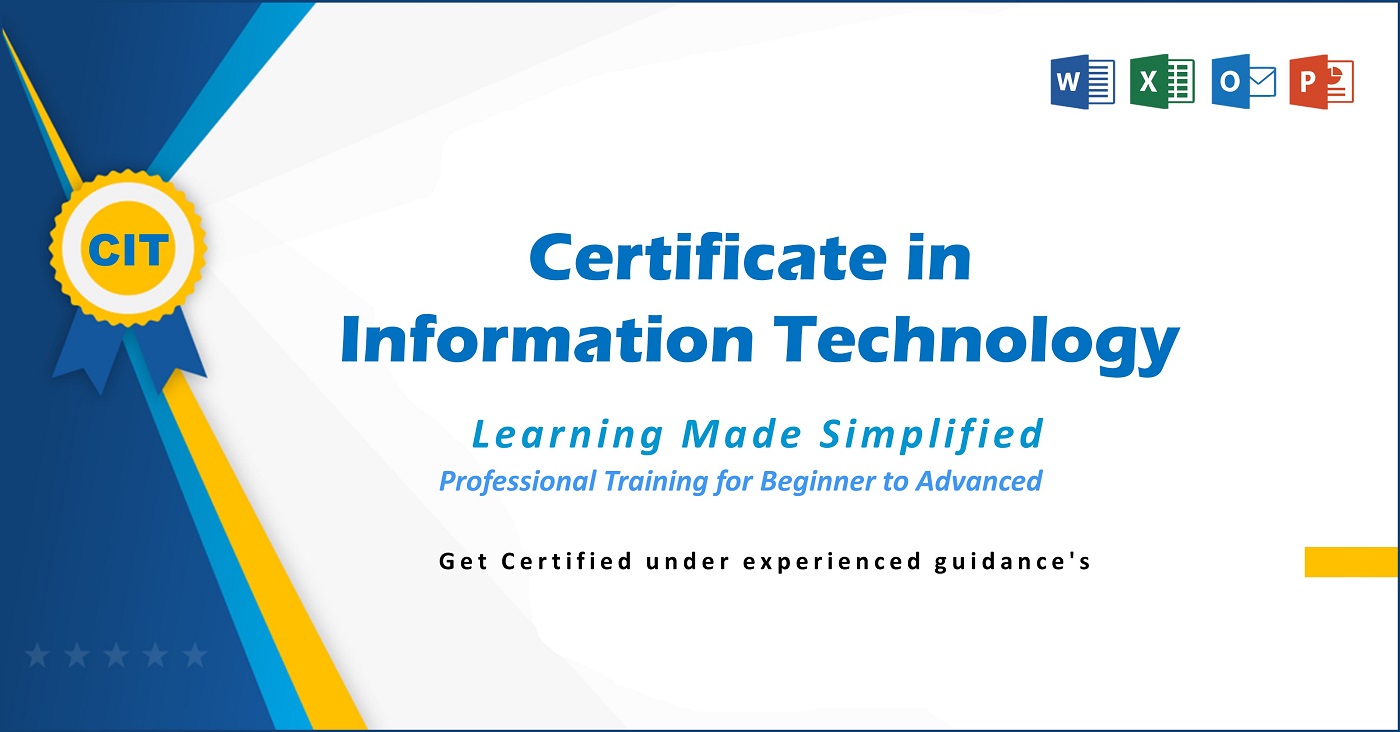 W X O P
CIT
Certificate in
Information Technology
Learning Made Simplified
Professional Training for Beginner to Advanced
Get Certified under experienced guidance's